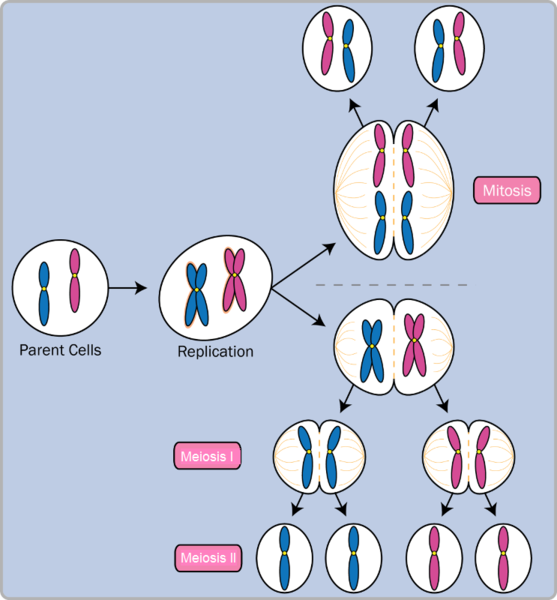 Mitosis
Parent Cells
Replication
Meiosis I
Meiosis II